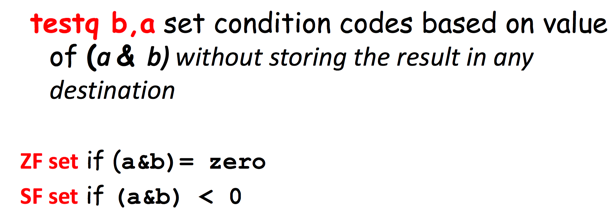 testq b,a set condition codes based on value
of (a & b) without storing the result in any
destination
ZF set if (a&b)= zero
SF set if (a&b) < 0